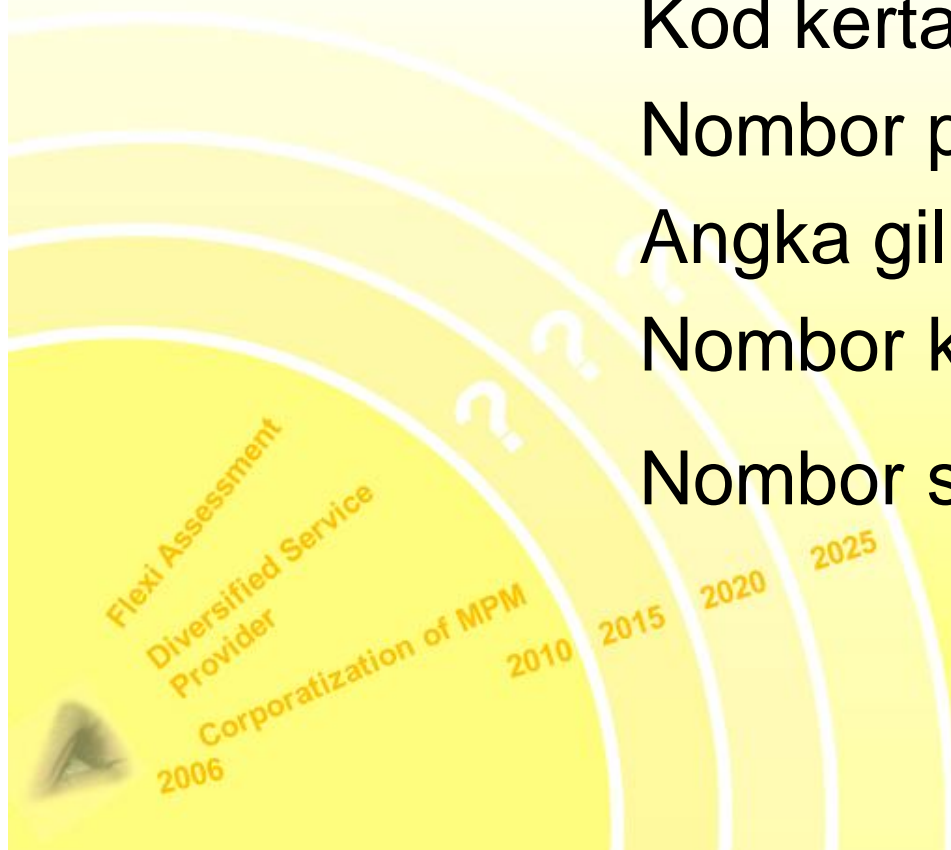 Kod kerta
Nombor p
Angka gil
Nombor k
Nombor s
?
?
?
Flexi Assessment
Diversified Service
Provider
Corporatization of MPM
2006
2010
2015
2020
2025